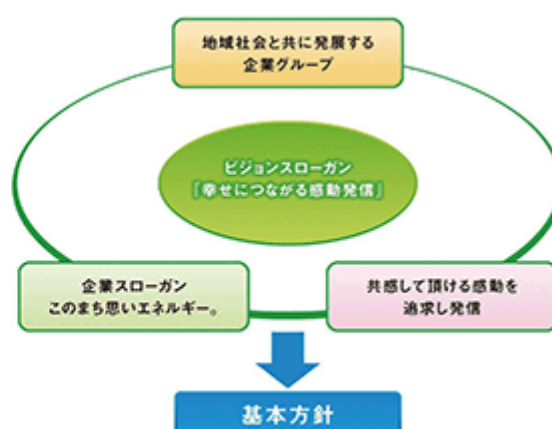 地域社会と共に発展する
企業グループ
ビジョンスローガン
「幸せにつながる感動発信」
企業スローガン
このまち思いエネルギー。
共感して頂ける感動を
追求し発信
基本方針